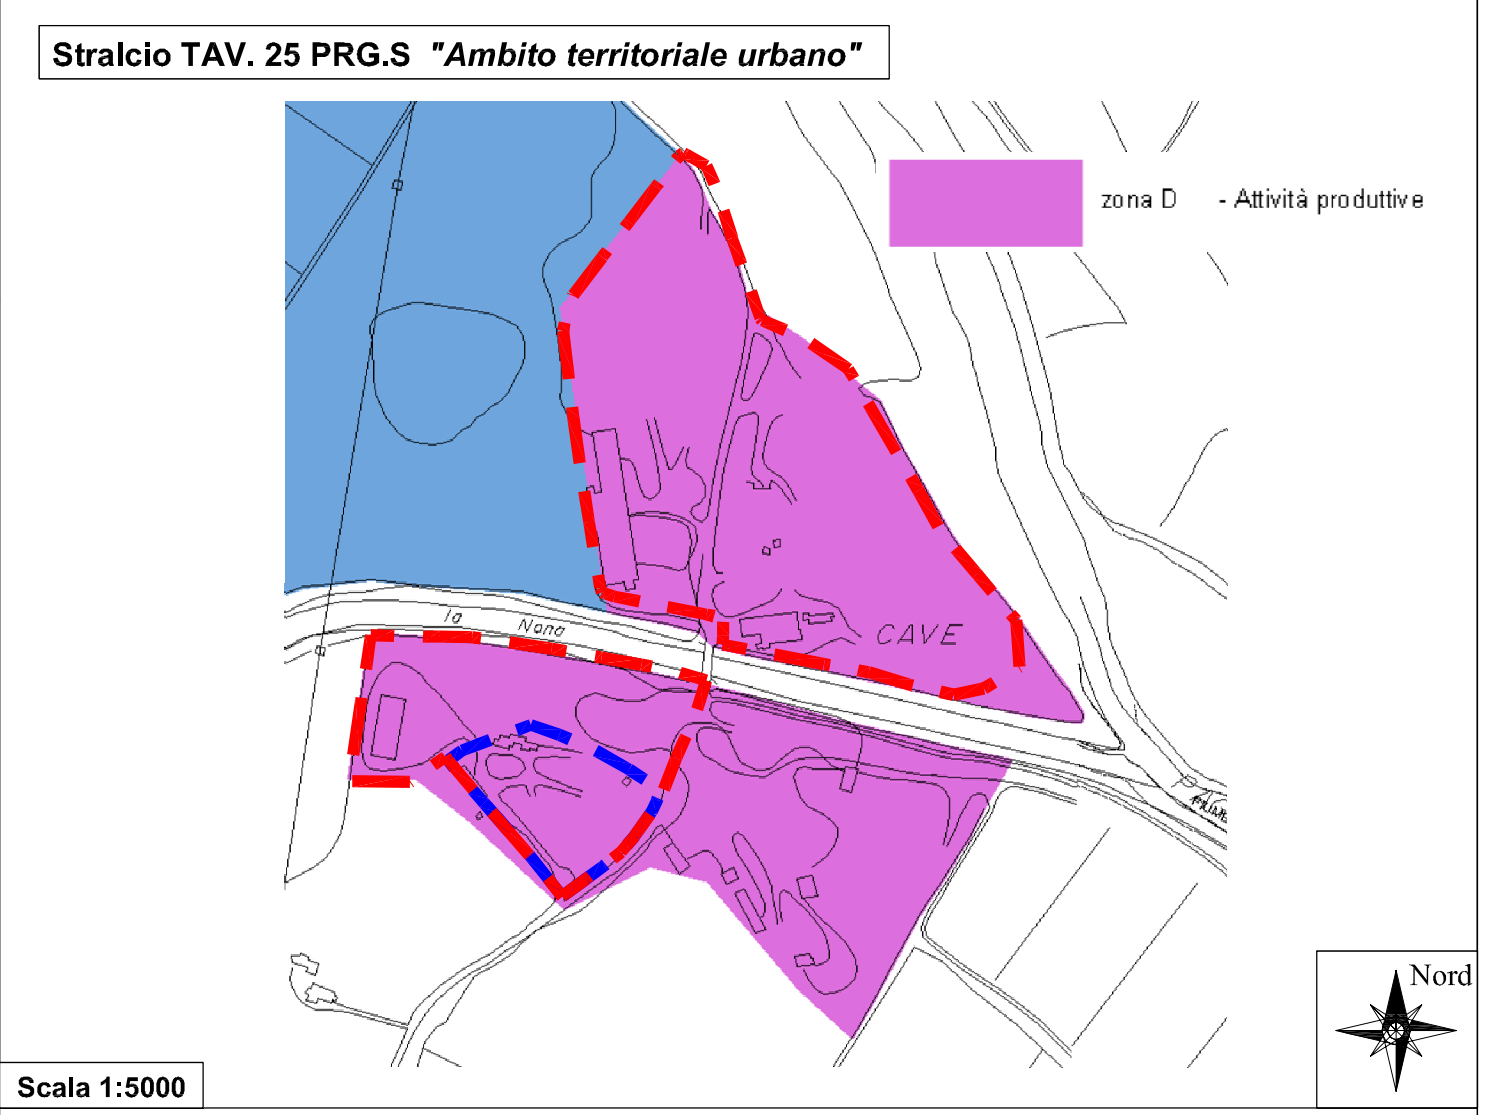 Stralcio TAV. 25 PRG.S "Ambito territoriale urbano"
zona D - Attività produttive
la Nona
CAVE
Nord
Scala 1:5000